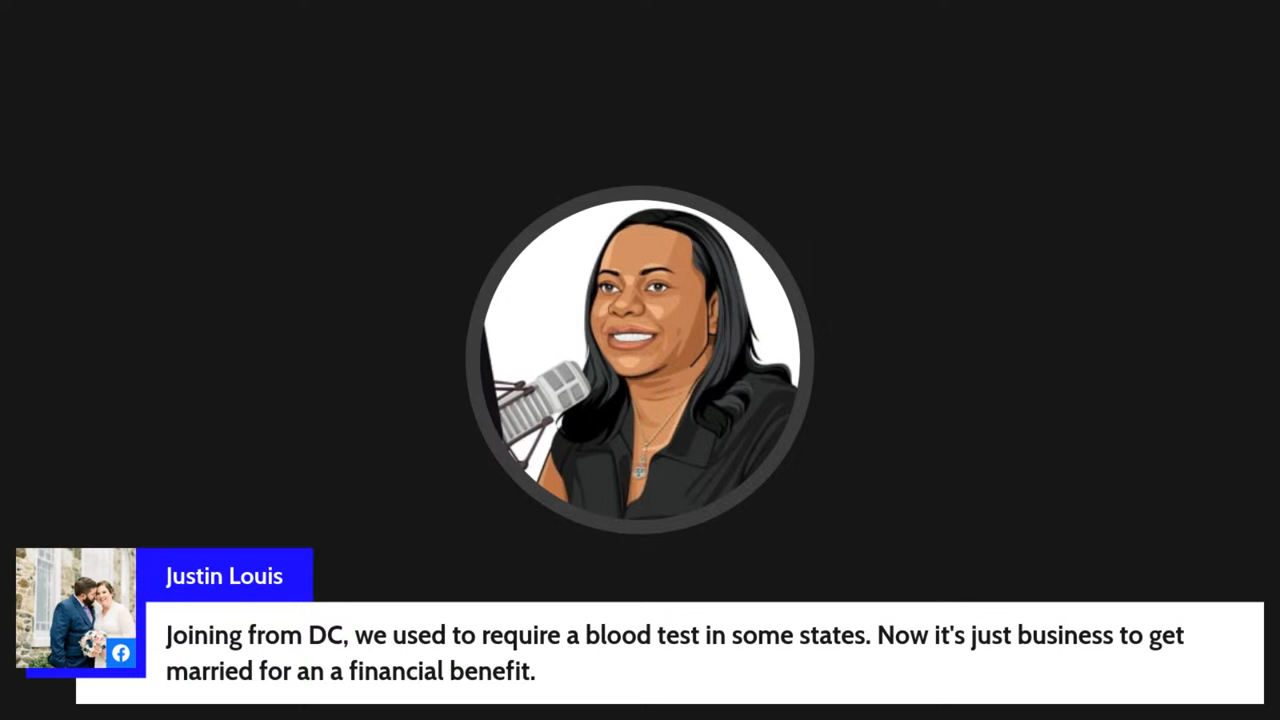 Justin Louis
Joining from DC, we used to require a blood test in some states. Now it's just business to get
married for an a financial benefit.